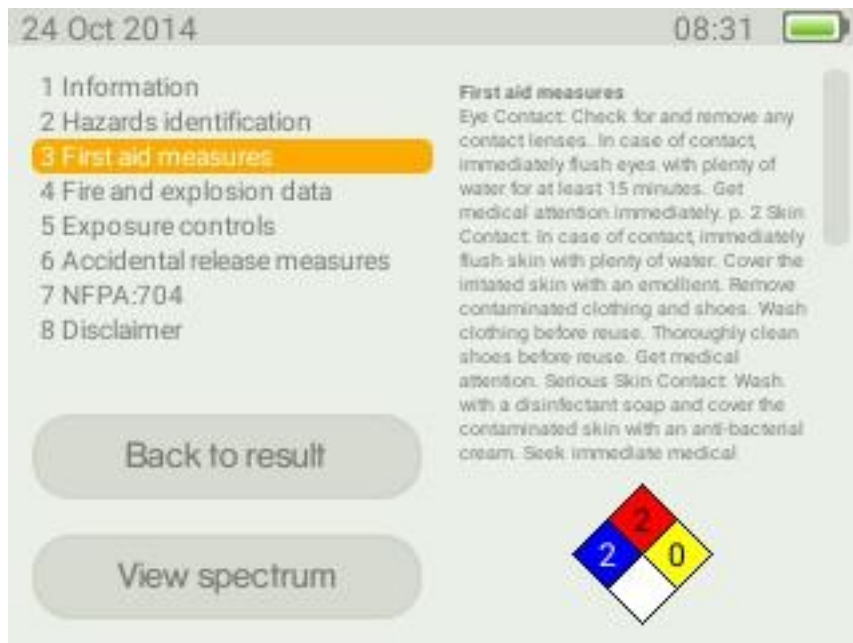 24 Oct 2014
08:31
1 Information
2 Hazards identification
3 First aid measures
4 Fire and explosion data
5 Exposure controls
6 Accidental release measures
7 NFPA:704
8 Disclaimer
Back to result
View spectrum
First aid measures
Eye Contact: Check for and remove any
contact lenses. In case of contact,
immediately flush eyes with plenty of
water for at least 15 minutes. Get
medical attention immediately. p. 2 Skin
Contact: In case of contact, immediately
flush skin with plenty of water. Cover the
irritated skin with an emollient. Remove
contaminated clothing and shoes. Wash
clothing before reuse. Thoroughly clean
shoes before reuse. Get medical
attention. Serious Skin Contact: Wash
with a disinfectant soap and cover the
contaminated skin with an anti-bacterial
cream. Seek immediate medical
2
2
0